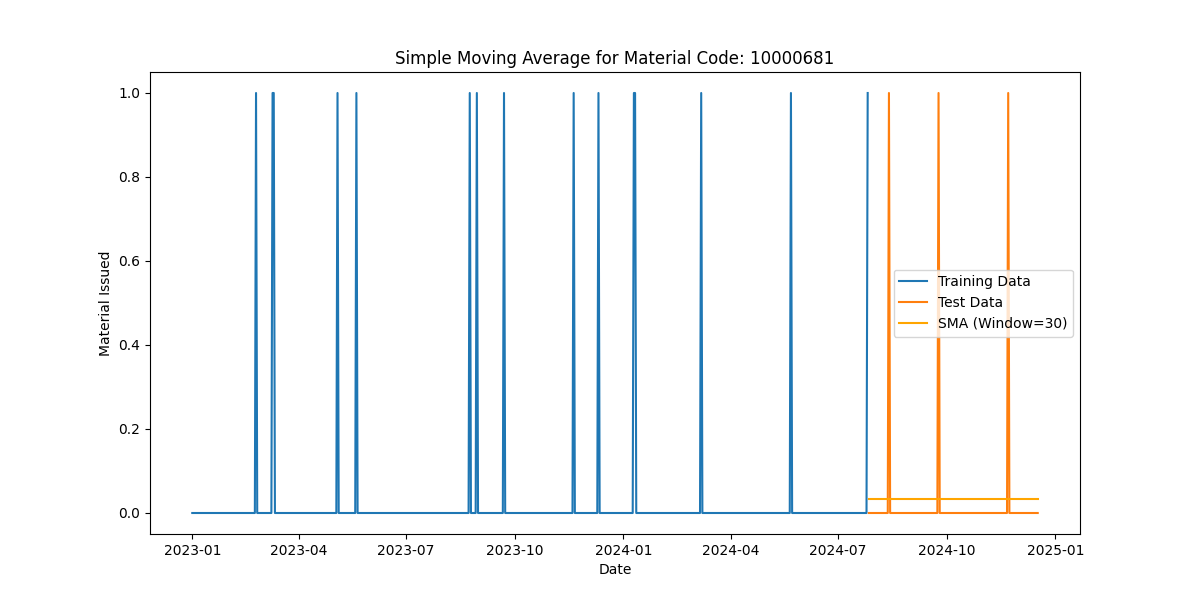 Simple Moving Average for Material Code: 10000681
Material Issued
1.0
0.8
0.6
0.4
0.2
0.0
Training Data
Test Data
SMA (Window=30)
2023-01 2023-04 2023-07 2023-10 2024-01 2024-04 2024-07 2024-10 2025-01
Date